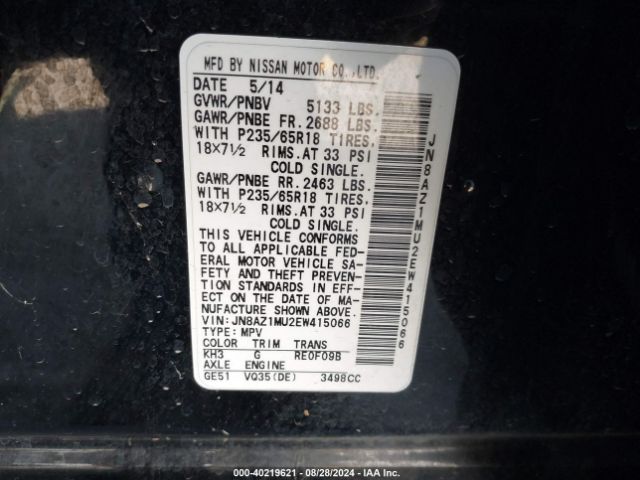 MFD BY NISSAN MOTOR CO.,LTD.
DATE 5/14
GVWR/PNBV 5133 LBS.
GAWR/PNBE FR. 2688 LBS.
WITH P235/65R18 TIRES,
18×7½ RIMS.AT 33 PSI
COLD SINGLE.
GAWR/PNBE RR. 2463 LBS.
WITH P235/65R18 TIRES,
18×7½ RIMS.AT 33 PSI
COLD SINGLE.
THIS VEHICLE CONFORMS
TO ALL APPLICABLE FED-
ERAL MOTOR VEHICLE SA-
FETY AND THEFT PREVEN-
TION STANDARDS IN EFF-
ECT ON THE DATE OF MA-
NUFACTURE SHOWN ABOVE.
VIN: JN8AZ1MU2EW415066
TYPE: MPV
COLOR TRIM TRANS
KH3 G RE0F09B
AXLE ENGINE
GE51 VQ35(DE) 3498CC
JN8AZ1MU2EW415066
000-40219621 - 08/28/2024 - IAA Inc.